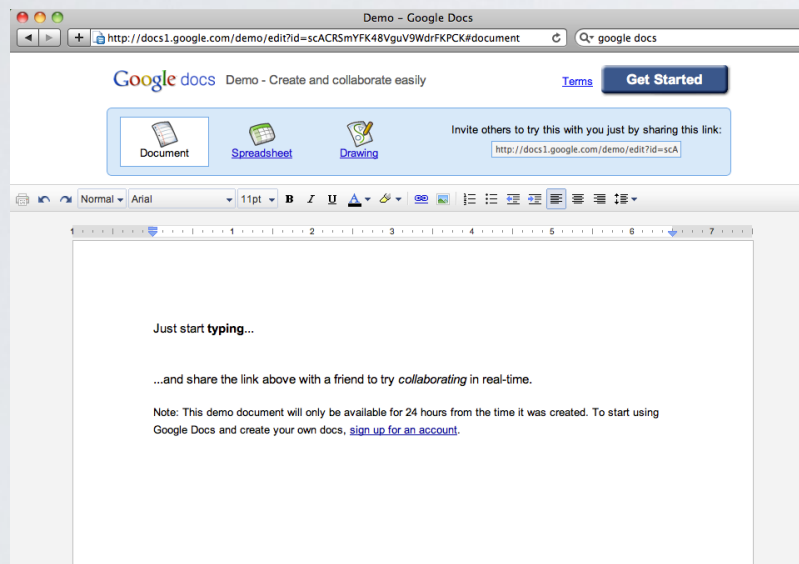 Demo – Google Docs
http://docs1.google.com/demo/edit?id=scACRSmYFK48VguV9WdrFKPCK#document
google docs
Google docs Demo - Create and collaborate easily
Terms
Get Started
Document
Spreadsheet
Drawing
Invite others to try this with you just by sharing this link:
http://docs1.google.com/demo/edit?id=scA
Normal Arial 11pt B I U A
1 1 2 3 4 5 6 7
Just start typing...
...and share the link above with a friend to try collaborating in real-time.
Note: This demo document will only be available for 24 hours from the time it was created. To start using
Google Docs and create your own docs, sign up for an account.